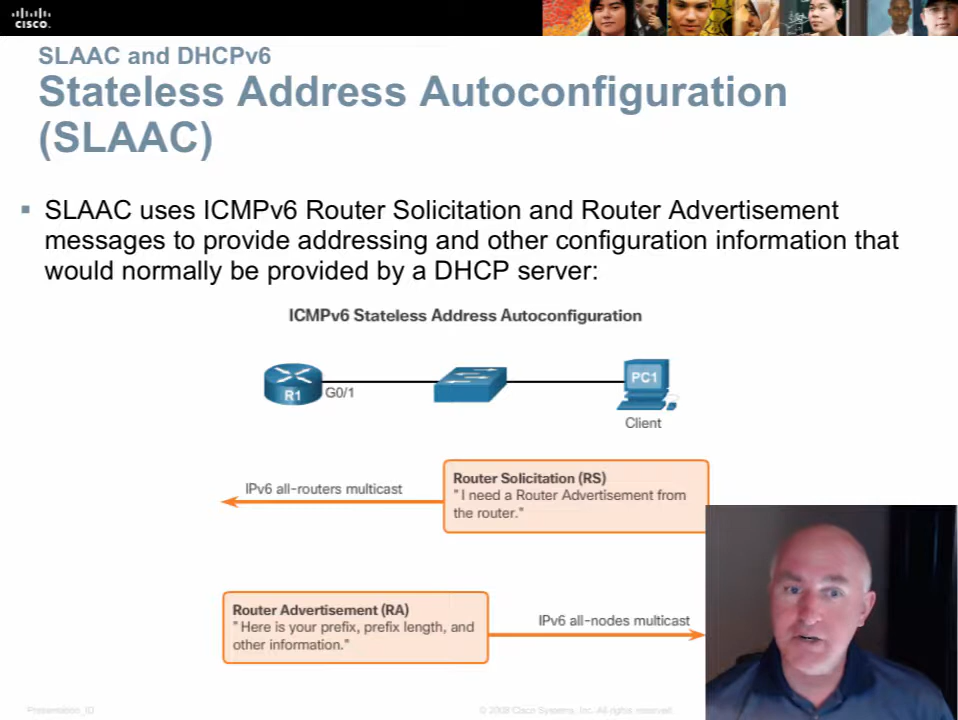 CISCO.
SLAAC and DHCPv6
Stateless Address Autoconfiguration
(SLAAC)
SLAAC uses ICMPv6 Router Solicitation and Router Advertisement
messages to provide addressing and other configuration information that
would normally be provided by a DHCP server:
ICMPv6 Stateless Address Autoconfiguration
R1
G0/1
PC1
Client
IPv6 all-routers multicast
Router Solicitation (RS)
"I need a Router Advertisement from
the router."
Router Advertisement (RA)
"Here is your prefix, prefix length, and
other information."
IPv6 all-nodes multicast
Presentation_ID
© 2008 Cisco Systems, Inc. All rights reserved.